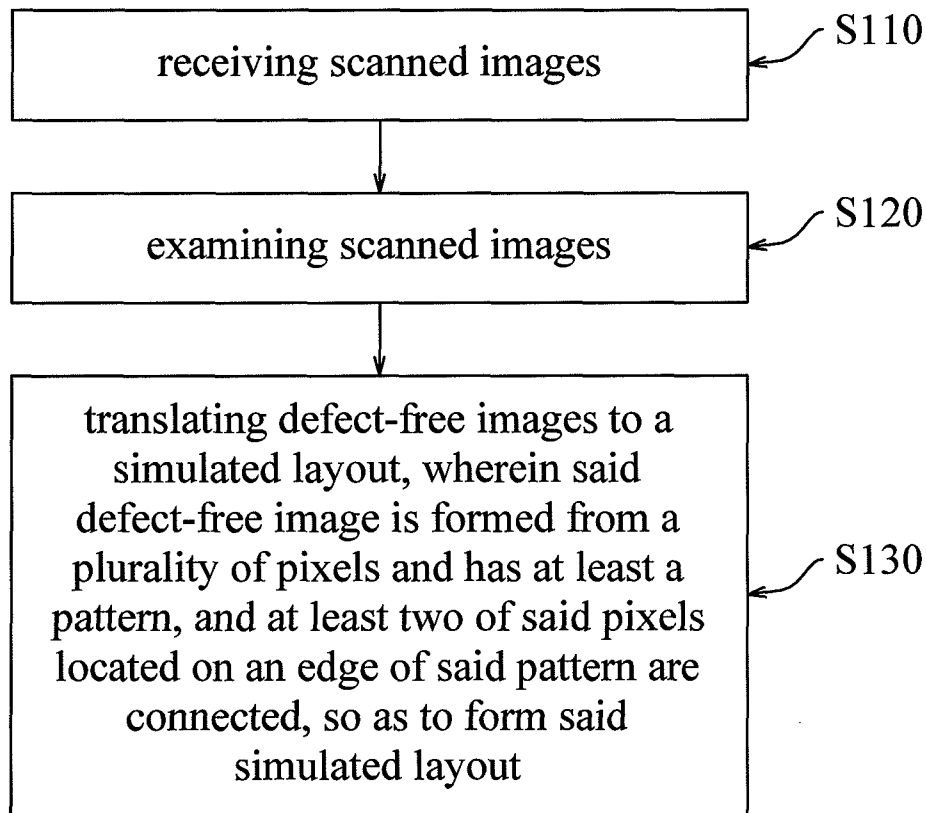 receiving scanned images
S110
examining scanned images
S120
translating defect-free images to a
simulated layout, wherein said
defect-free image is formed from a
plurality of pixels and has at least a
pattern, and at least two of said pixels
located on an edge of said pattern are
connected, so as to form said
simulated layout
S130